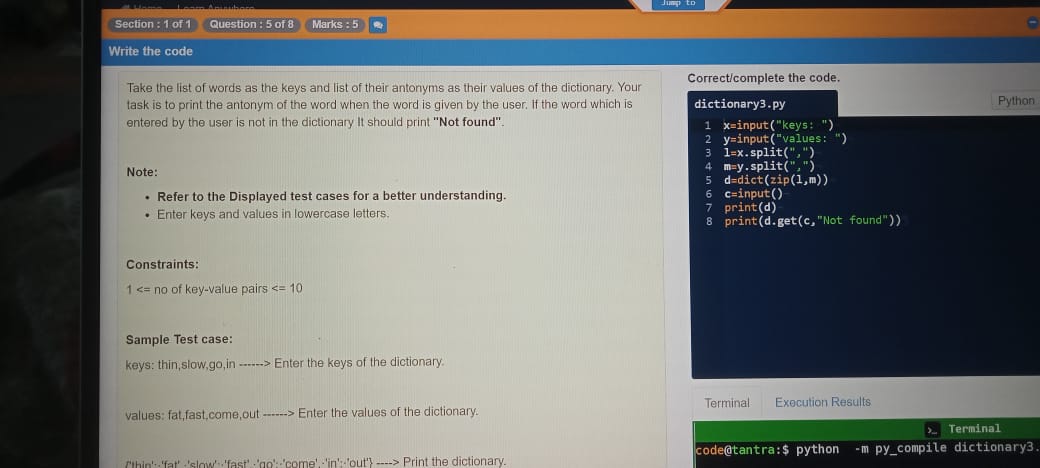 Home Learn Anywhere
Jump to
Section : 1 of 1 Question : 5 of 8 Marks : 5
Write the code
Take the list of words as the keys and list of their antonyms as their values of the dictionary. Your
task is to print the antonym of the word when the word is given by the user. If the word which is
entered by the user is not in the dictionary It should print "Not found".
Note:
• Refer to the Displayed test cases for a better understanding.
• Enter keys and values in lowercase letters.
Constraints:
1 <= no of key-value pairs <= 10
Sample Test case:
keys: thin,slow,go,in ------> Enter the keys of the dictionary.
values: fat,fast,come,out ------> Enter the values of the dictionary.
{'thin': 'fat', 'slow': 'fast', 'go': 'come', 'in': 'out'} ----> Print the dictionary.
Correct/complete the code.
dictionary3.py
Python
1 x=input("keys: ")
2 y=input("values: ")
3 l=x.split(",")
4 m=y.split(",")
5 d=dict(zip(l,m))
6 c=input()
7 print(d)
8 print(d.get(c,"Not found"))
Terminal Execution Results
>_ Terminal
code@tantra:$ python -m py_compile dictionary3.